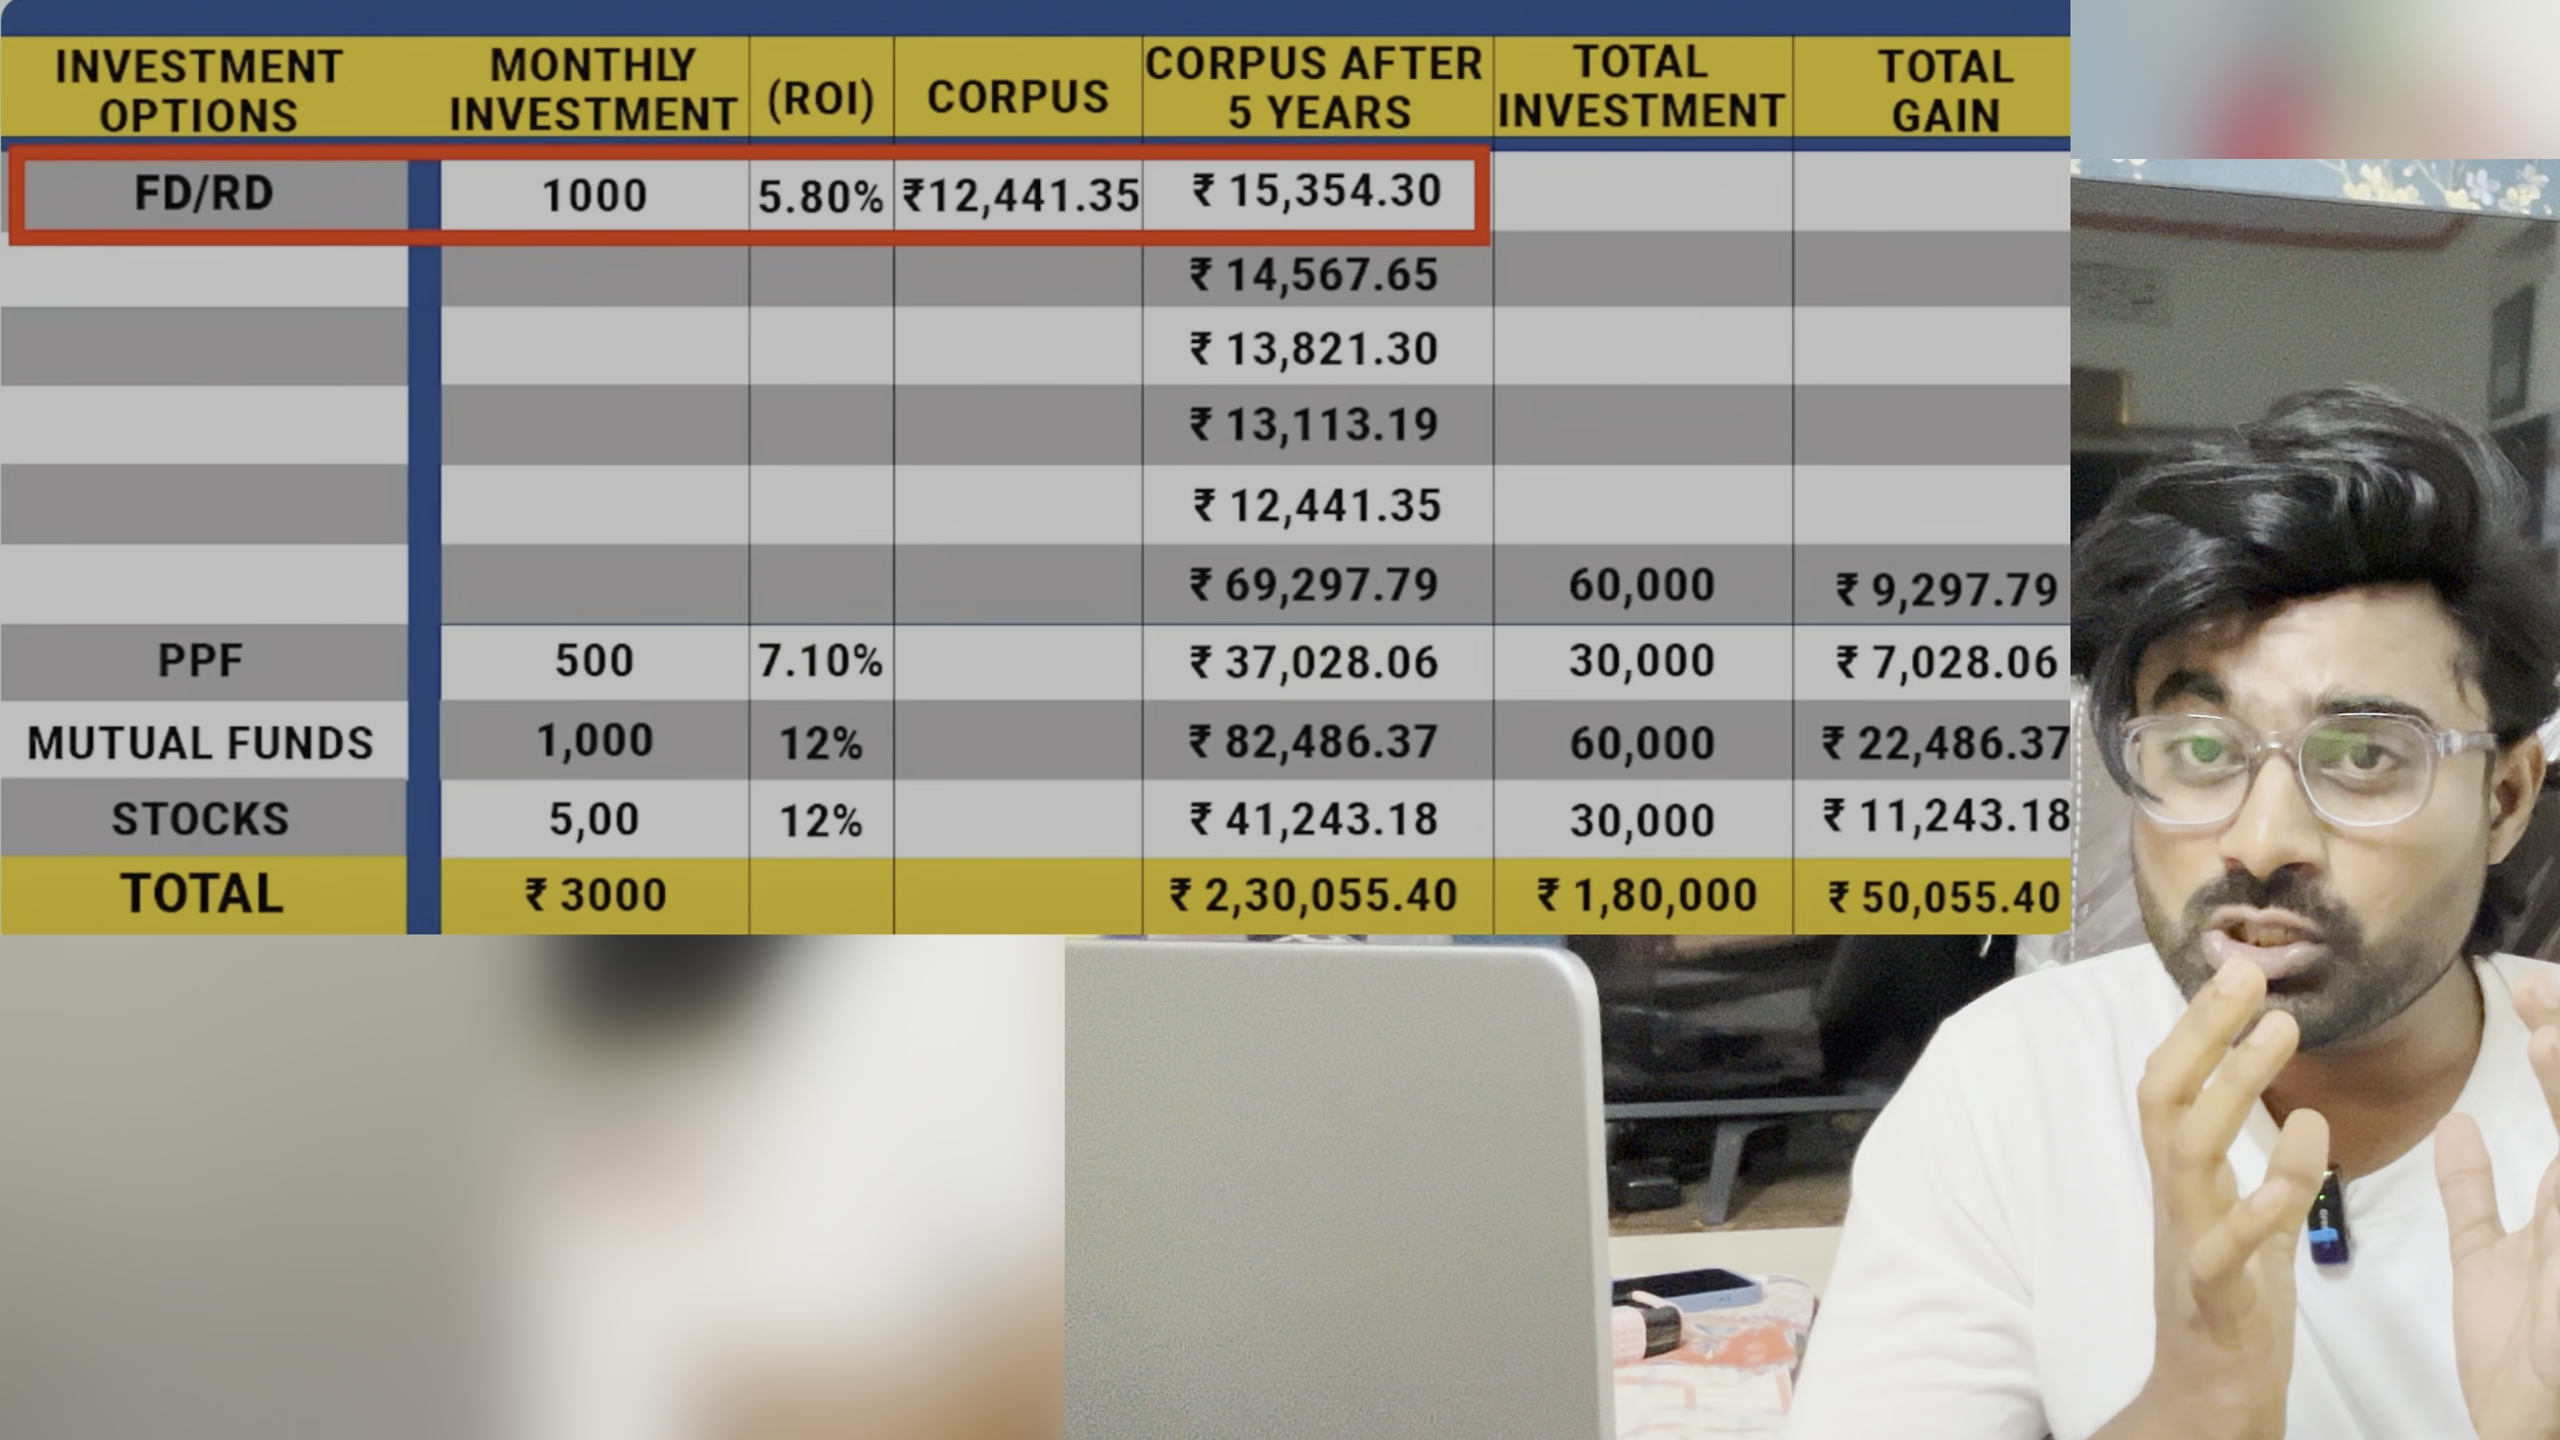 INVESTMENT OPTIONS MONTHLY INVESTMENT (ROI) CORPUS CORPUS AFTER 5 YEARS TOTAL INVESTMENT TOTAL GAIN
FD/RD 1000 5.80% ₹12,441.35 ₹ 15,354.30
₹ 14,567.65
₹ 13,821.30
₹ 13,113.19
₹ 12,441.35
₹ 69,297.79 60,000 ₹ 9,297.79
PPF 500 7.10% ₹ 37,028.06 30,000 ₹ 7,028.06
MUTUAL FUNDS 1,000 12% ₹ 82,486.37 60,000 ₹ 22,486.37
STOCKS 5,00 12% ₹ 41,243.18 30,000 ₹ 11,243.18
TOTAL ₹ 3000 ₹ 2,30,055.40 ₹ 1,80,000 ₹ 50,055.40